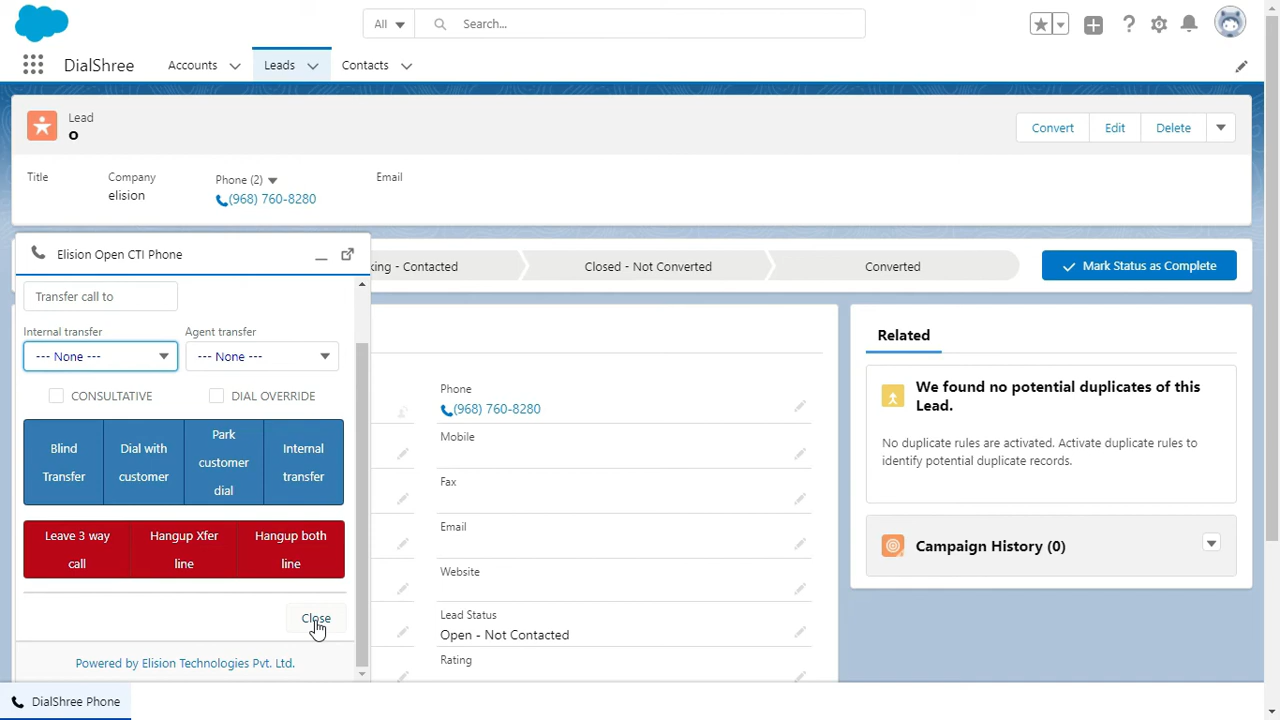 All
Search...
DialShree
Accounts
Leads
Contacts
Lead
o
Convert
Edit
Delete
Title
Company
elision
Phone (2)
(968) 760-8280
Email
Elision Open CTI Phone
king - Contacted
Closed - Not Converted
Converted
Mark Status as Complete
Transfer call to
Internal transfer
Agent transfer
--- None ---
--- None ---
CONSULTATIVE
DIAL OVERRIDE
Blind
Transfer
Dial with
customer
Park
customer
dial
Internal
transfer
Leave 3 way
call
Hangup Xfer
line
Hangup both
line
Close
Powered by Elision Technologies Pvt. Ltd.
Phone
(968) 760-8280
Mobile
Fax
Email
Website
Lead Status
Open - Not Contacted
Rating
Related
We found no potential duplicates of this
Lead.
No duplicate rules are activated. Activate duplicate rules to
identify potential duplicate records.
Campaign History (0)
DialShree Phone